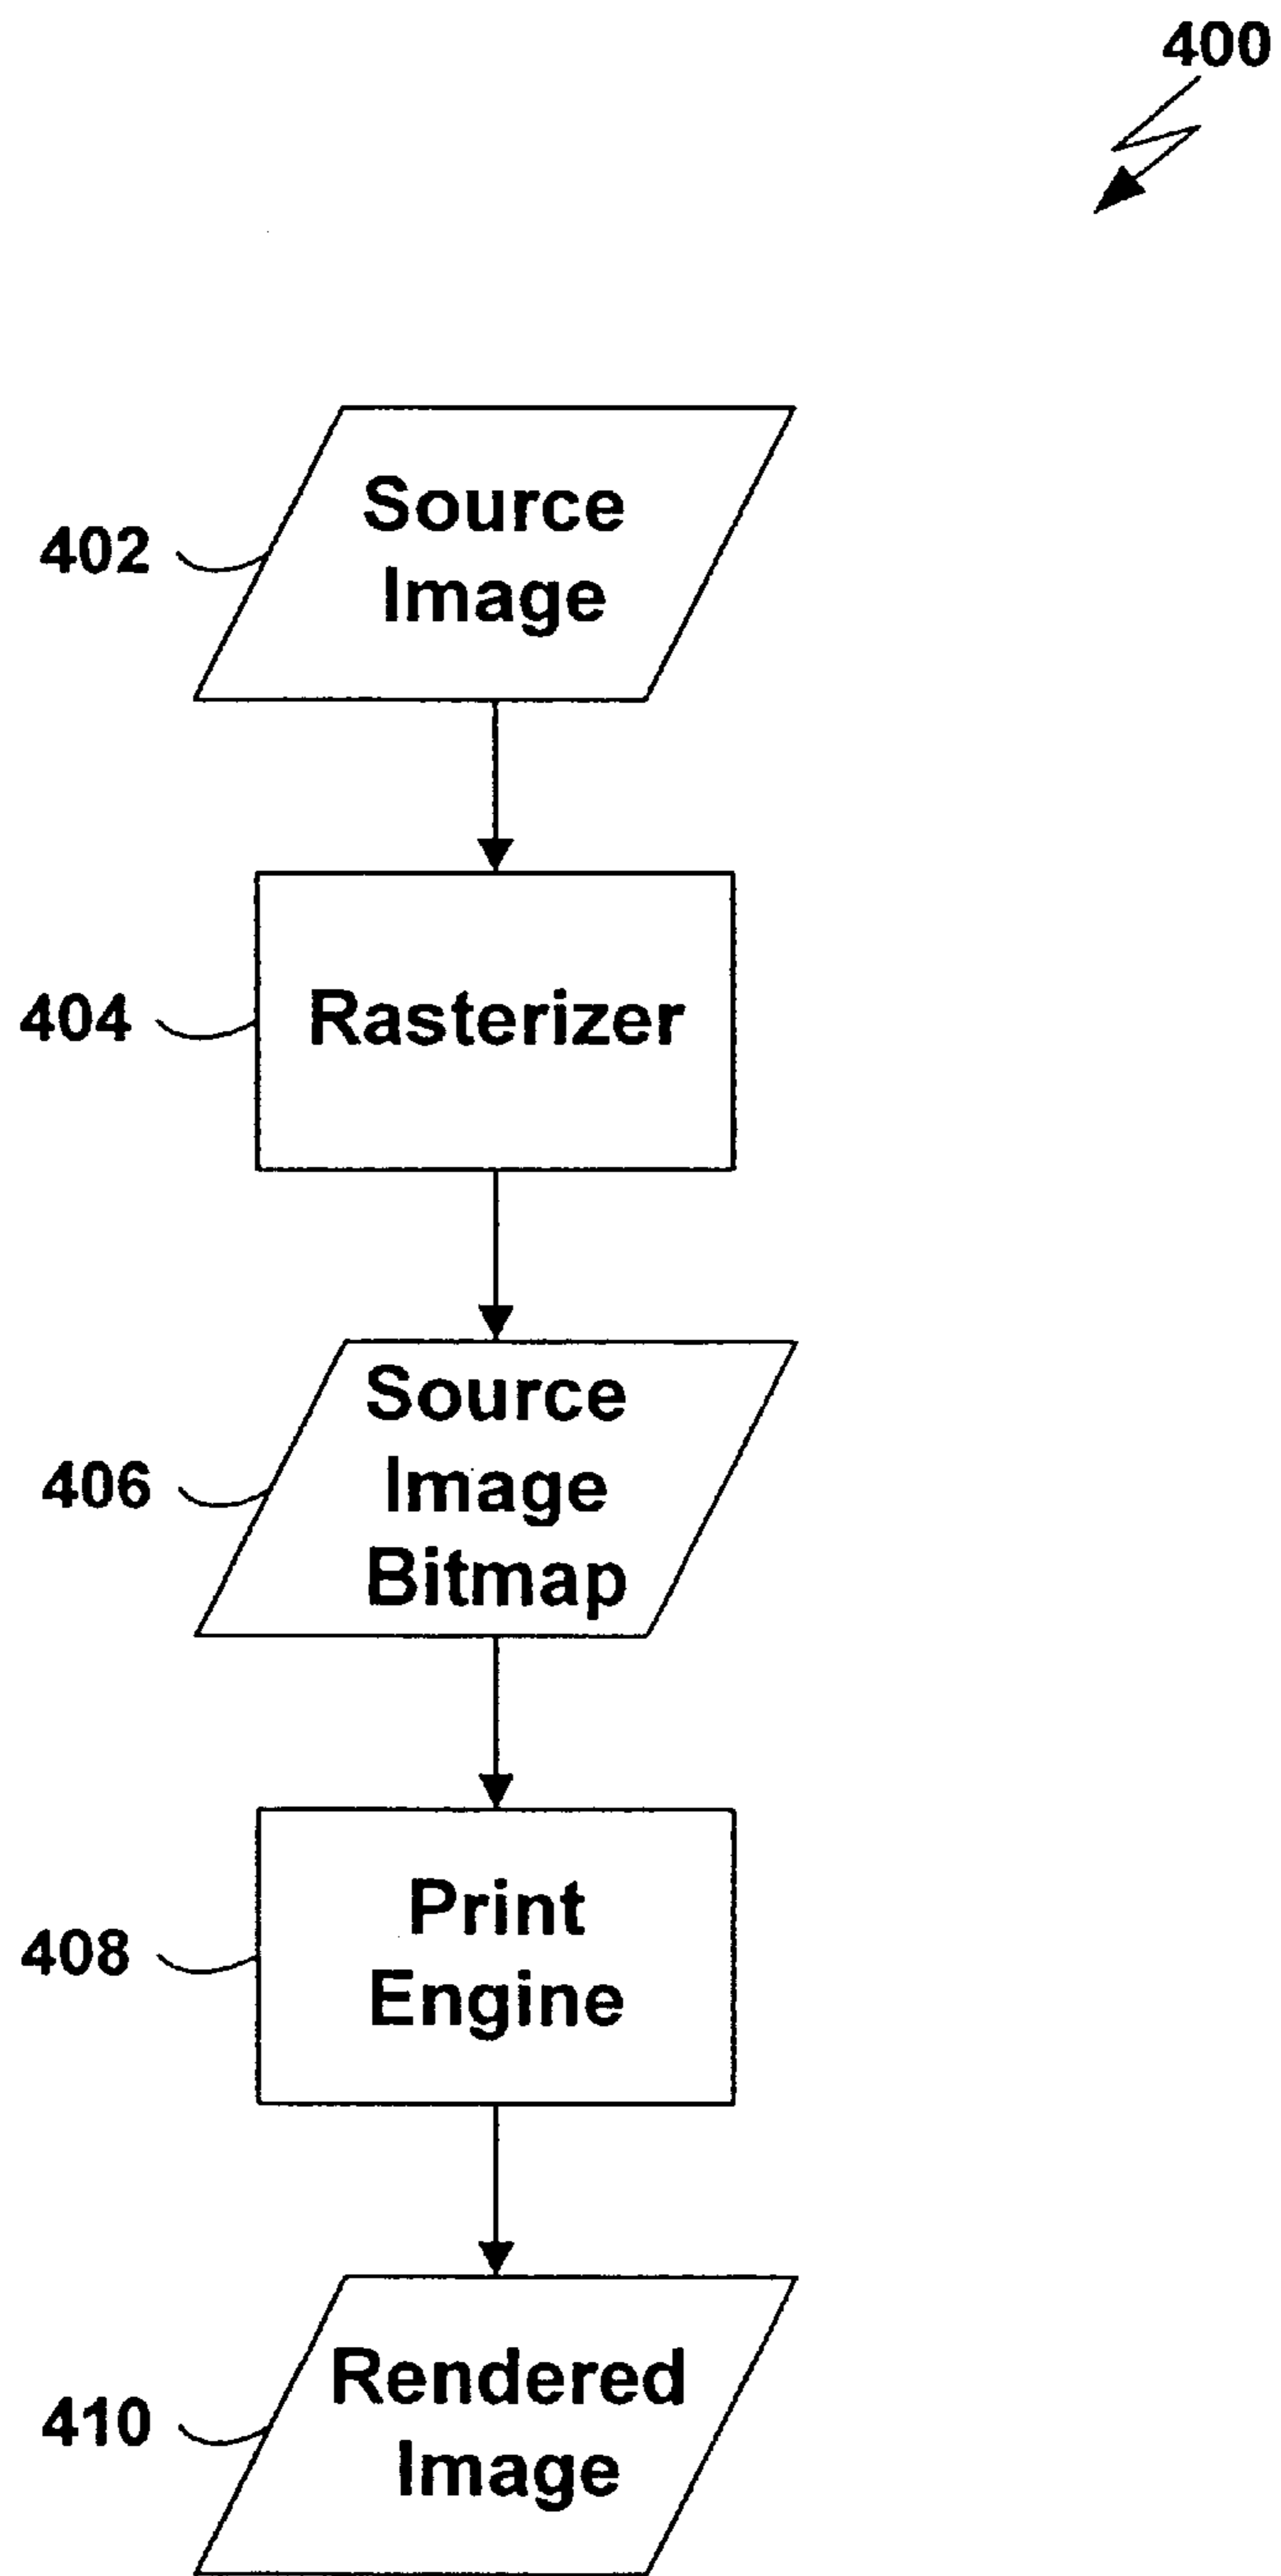 400
Source
Image
402
Rasterizer
404
Source
Image
Bitmap
406
Print
Engine
408
Rendered
Image
410